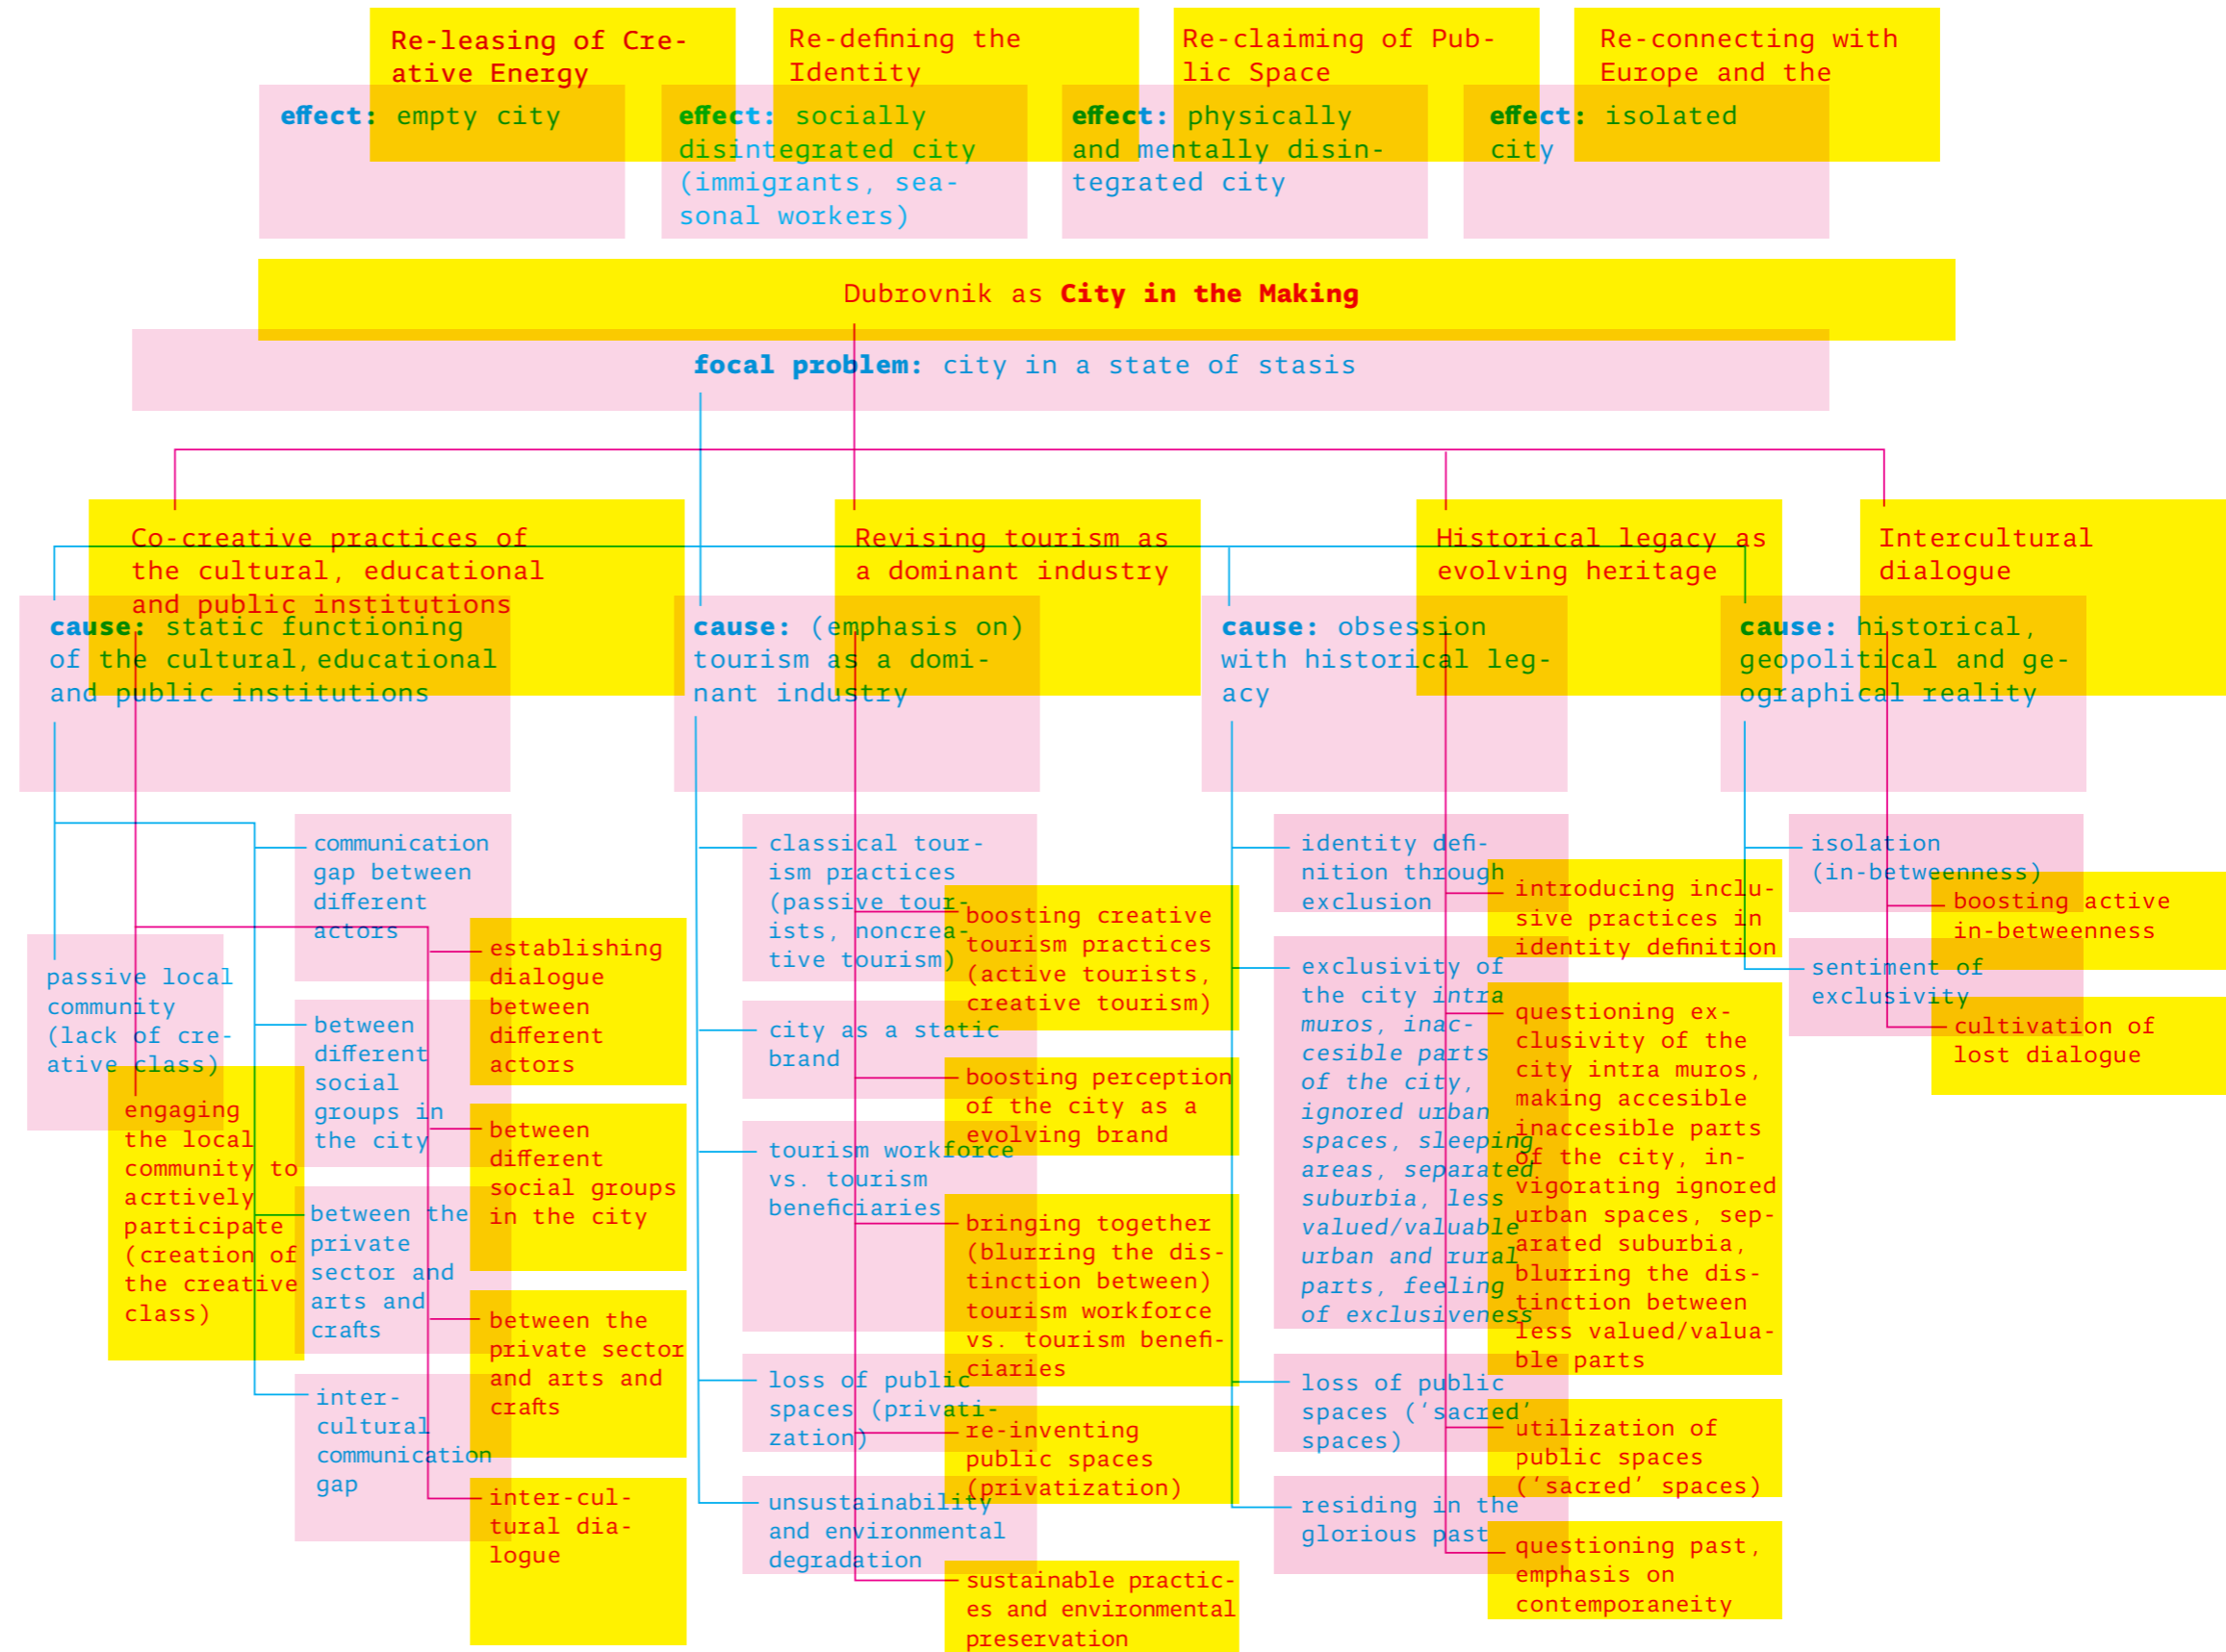 Re-leasing of Cre-
ative Energy
effect: empty city
Re-defining the
Identity
effect: socially
disintegrated city
(immigrants, sea-
sonal workers)
Re-claiming of Pub-
lic Space
effect: physically
and mentally disin-
tegrated city
Re-connecting with
Europe and the
effect: isolated
city
Dubrovnik as City in the Making
focal problem: city in a state of stasis
Co-creative practices of
the cultural, educational
and public institutions
cause: static functioning
of the cultural, educational
and public institutions
Revising tourism as
a dominant industry
cause: (emphasis on)
tourism as a domi-
nant industry
Historical legacy as
evolving heritage
cause: obsession
with historical leg-
acy
Intercultural
dialogue
cause: historical,
geopolitical and ge-
ographical reality
passive local
community
(lack of cre-
ative class)
engaging
the local
community to
acrtively
participate
(creation of
the creative
class)
communication
gap between
different
actors
between
different
social
groups in
the city
between the
private
sector and
arts and
crafts
inter-
cultural
communication
gap
establishing
dialogue
between
different
actors
between
different
social groups
in the city
between the
private sector
and arts and
crafts
inter-cul-
tural dia-
logue
classical tour-
ism practices
(passive tour-
ists, noncrea-
tive tourism)
city as a static
brand
tourism workforce
vs. tourism
beneficiaries
loss of public
spaces (privati-
zation)
unsustainability
and environmental
degradation
boosting creative
tourism practices
(active tourists,
creative tourism)
boosting perception
of the city as a
evolving brand
bringing together
(blurring the dis-
tinction between)
tourism workforce
vs. tourism benefi-
ciaries
re-inventing
public spaces
(privatization)
sustainable practic-
es and environmental
preservation
identity defi-
nition through
exclusion
exclusivity of
the city intra
muros, inac-
cesible parts
of the city,
ignored urban
spaces, sleeping
areas, separated
suburbia, less
valued/valuable
urban and rural
parts, feeling
of exclusiveness
loss of public
spaces ('sacred'
spaces)
residing in the
glorious past
introducing inclu-
sive practices in
identity definition
questioning ex-
clusivity of the
city intra muros,
making accesible
inaccesible parts
of the city, in-
vigorating ignored
urban spaces, sep-
arated suburbia,
blurring the dis-
tinction between
less valued/valua-
ble parts
utilization of
public spaces
('sacred' spaces)
questioning past,
emphasis on
contemporaneity
isolation
(in-betweenness)
sentiment of
exclusivity
boosting active
in-betweenness
cultivation of
lost dialogue